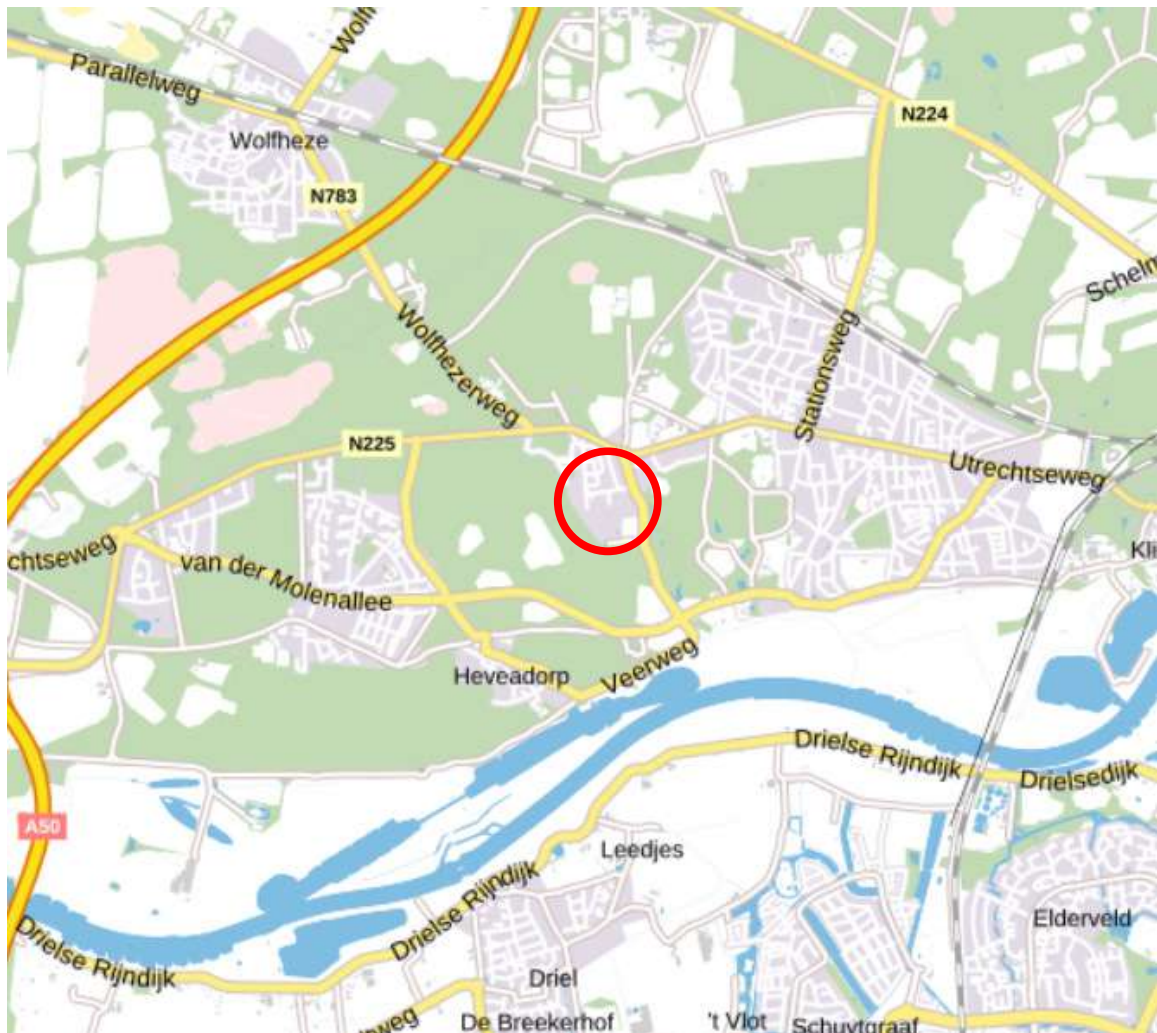 Wolfh
Parallelweg
N224
Wolfheze
N783
Schelm
Wolfhezerweg
Stationsweg
N225
Utrechtseweg
chtseweg
Kli
van der Molenallee
Heveadorp
Veerweg
Drielse Rijndijk
Drielsedijk
A50
Leedjes
Drielse Rijndijk
Elderveld
Drielse Rijndijk
Driel
weg
De Breekerhof
't Vlot
Schuytgraaf